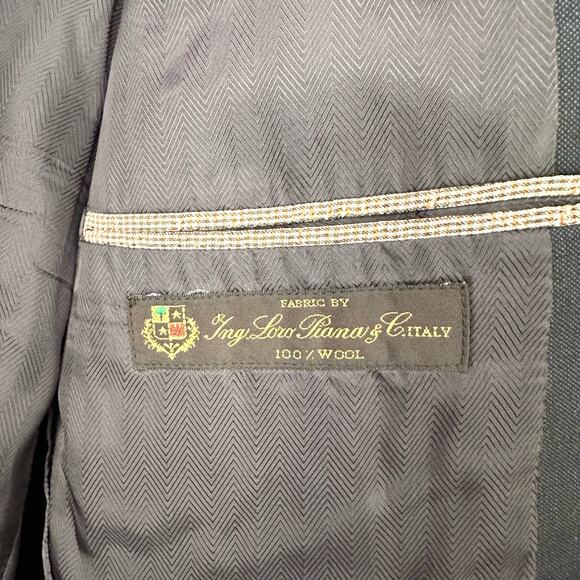 FABRIC BY
Ing. Loro Piana & C. ITALY
100% WOOL